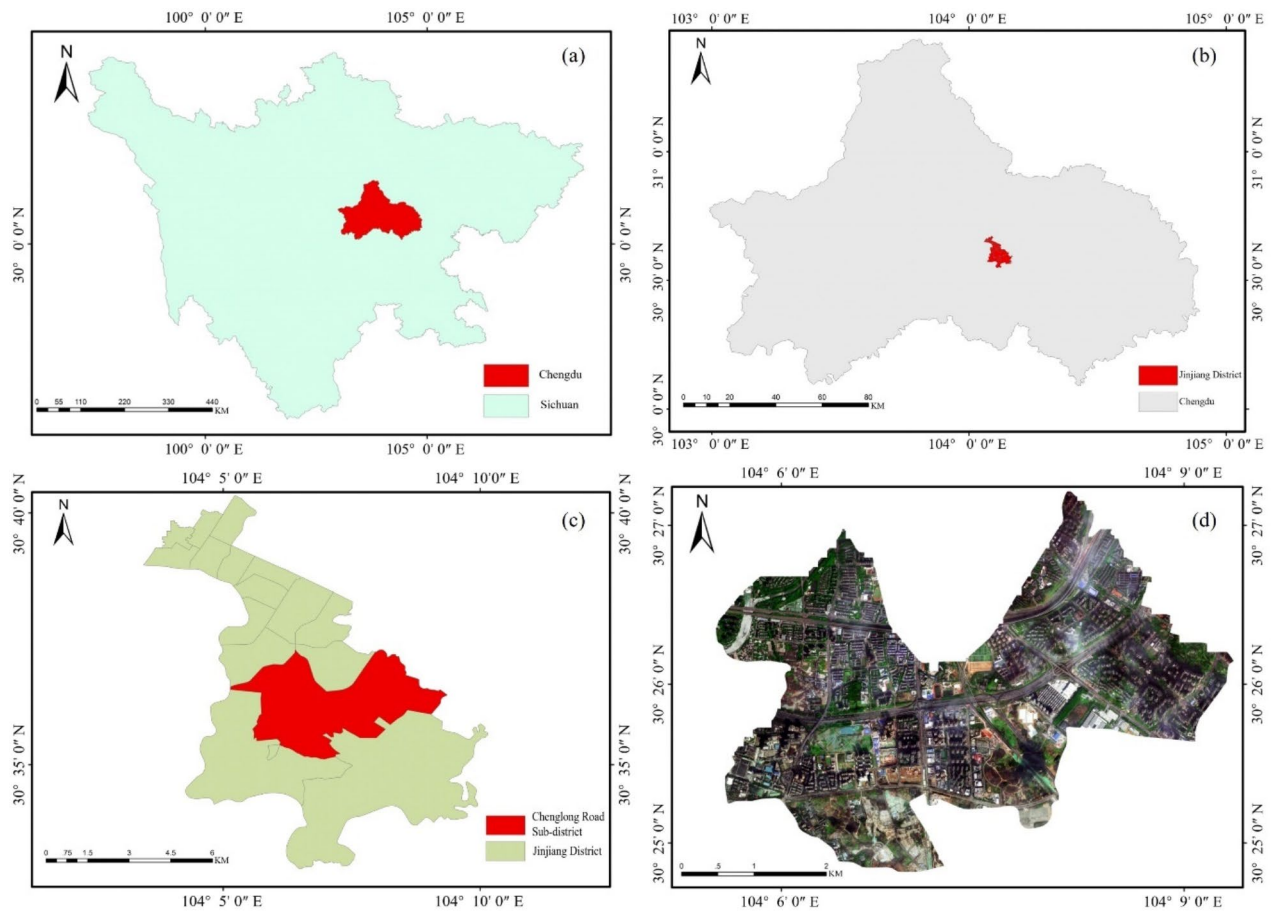 100° 0' 0″ E 105° 0' 0″ E
N
(a)
30° 0' 0″ N
30° 0' 0″ N
Chengdu
Sichuan
0 55 110 220 330 440
KM
100° 0' 0″ E 105° 0' 0″ E
103° 0' 0″ E 104° 0' 0″ E 105° 0' 0″ E
N
(b)
31° 0' 0″ N
31° 0' 0″ N
30° 30' 0″ N
30° 30' 0″ N
30° 0' 0″ N
30° 0' 0″ N
Jinjiang District
Chengdu
0 10 20 40 60 80
KM
103° 0' 0″ E 104° 0' 0″ E 105° 0' 0″ E
104° 5' 0″ E 104° 10' 0″ E
N
(c)
30° 40' 0″ N
30° 40' 0″ N
30° 35' 0″ N
30° 35' 0″ N
Chenglong Road
Sub-district
Jinjiang District
0 .75 1.5 3 4.5 6
KM
104° 5' 0″ E 104° 10' 0″ E
104° 6' 0″ E 104° 9' 0″ E
N
(d)
30° 27' 0″ N
30° 27' 0″ N
30° 26' 0″ N
30° 26' 0″ N
30° 25' 0″ N
30° 25' 0″ N
0 .5 1 2
KM
104° 6' 0″ E 104° 9' 0″ E